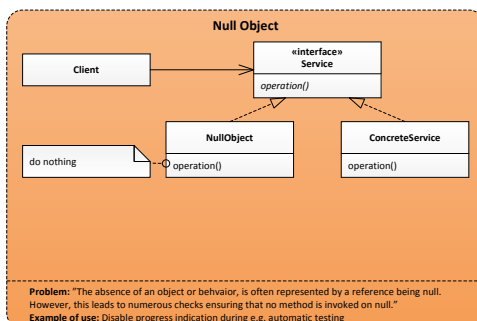 Null Object
«interface»
Service
Client
operation()
NullObject
ConcreteService
do nothing
operation()
operation()
Problem: "The absence of an object or behvaior, is often represented by a reference being null.
However, this leads to numerous checks ensuring that no method is invoked on null."
Example of use: Disable progress indication during e.g. automatic testing